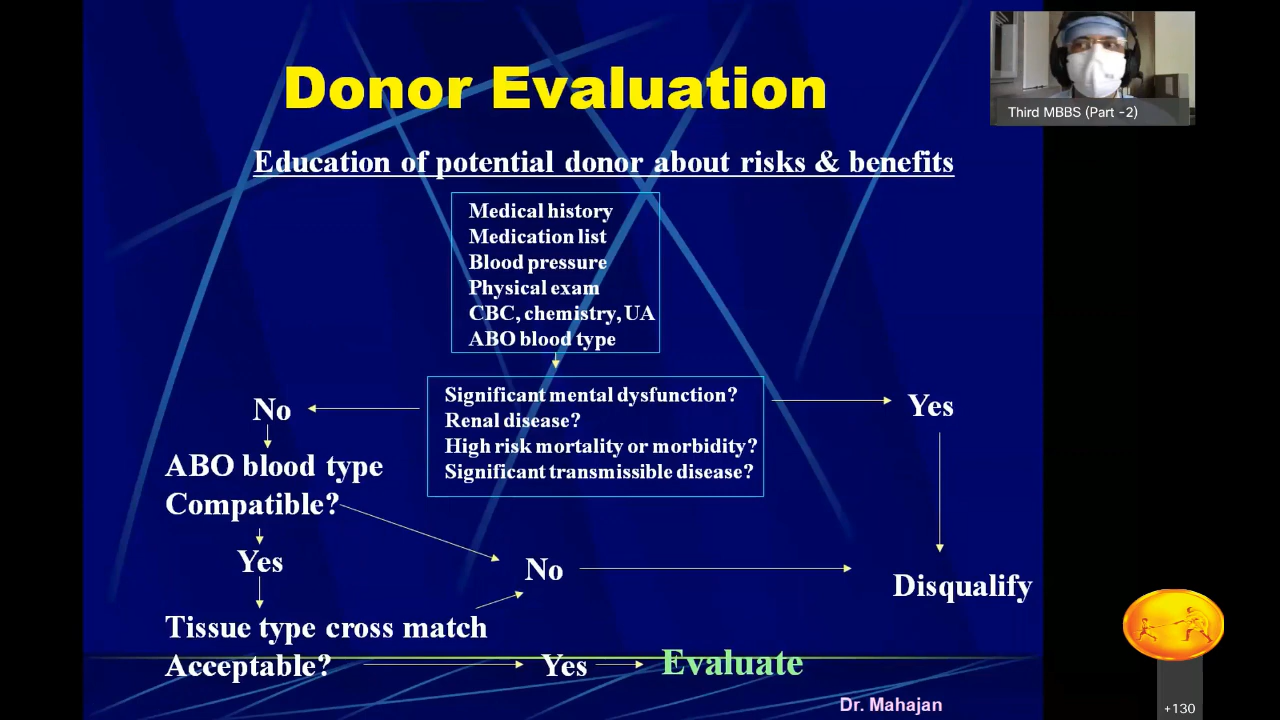 Donor Evaluation
Third MBBS (Part -2)
Education of potential donor about risks & benefits
Medical history
Medication list
Blood pressure
Physical exam
CBC, chemistry, UA
ABO blood type
Significant mental dysfunction?
Renal disease?
High risk mortality or morbidity?
Significant transmissible disease?
No
Yes
ABO blood type
Compatible?
Yes
No
Disqualify
Tissue type cross match
Acceptable?
Yes
Evaluate
Dr. Mahajan
+130